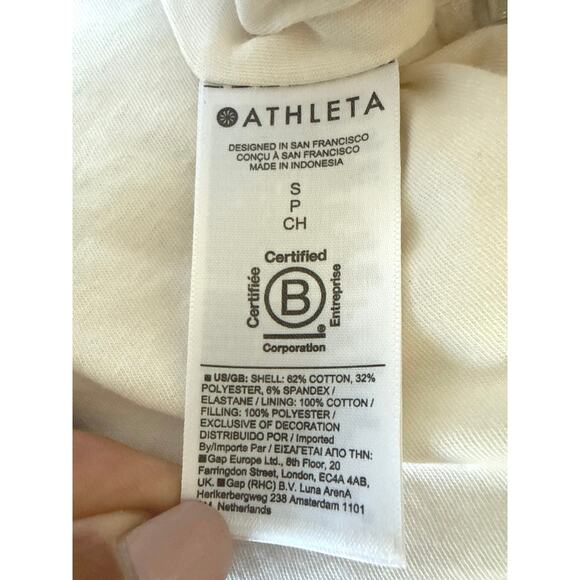 ATHLETA
DESIGNED IN SAN FRANCISCO
CONÇU À SAN FRANCISCO
MADE IN INDONESIA
S
P
CH
Certified
Certifiée
B
Entreprise
®
Corporation
US/GB: SHELL: 62% COTTON, 32%
POLYESTER, 6% SPANDEX /
ELASTANE / LINING: 100% COTTON /
FILLING: 100% POLYESTER /
EXCLUSIVE OF DECORATION
DISTRIBUIDO POR / Imported
By/Importe Par / ΕΙΣΑΓΕΤΑΙ ΑΠΟ ΤΗΝ:
Gap Europe Ltd., 8th Floor, 20
Farringdon Street, London, EC4A 4AB,
UK. Gap (RHC) B.V. Luna ArenA
Herikerbergweg 238 Amsterdam 1101
Netherlands